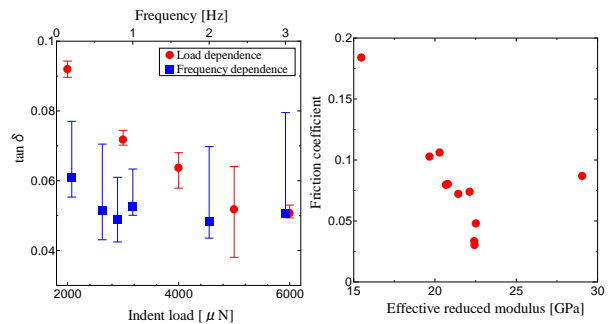 Frequency [Hz]
0 1 2 3
0.1
0.08
0.06
0.04
tan δ
Load dependence
Frequency dependence
2000 4000 6000
Indent load [ μ N]
0.2
0.15
0.1
0.05
0
Friction coefficient
15 20 25 30
Effective reduced modulus [GPa]